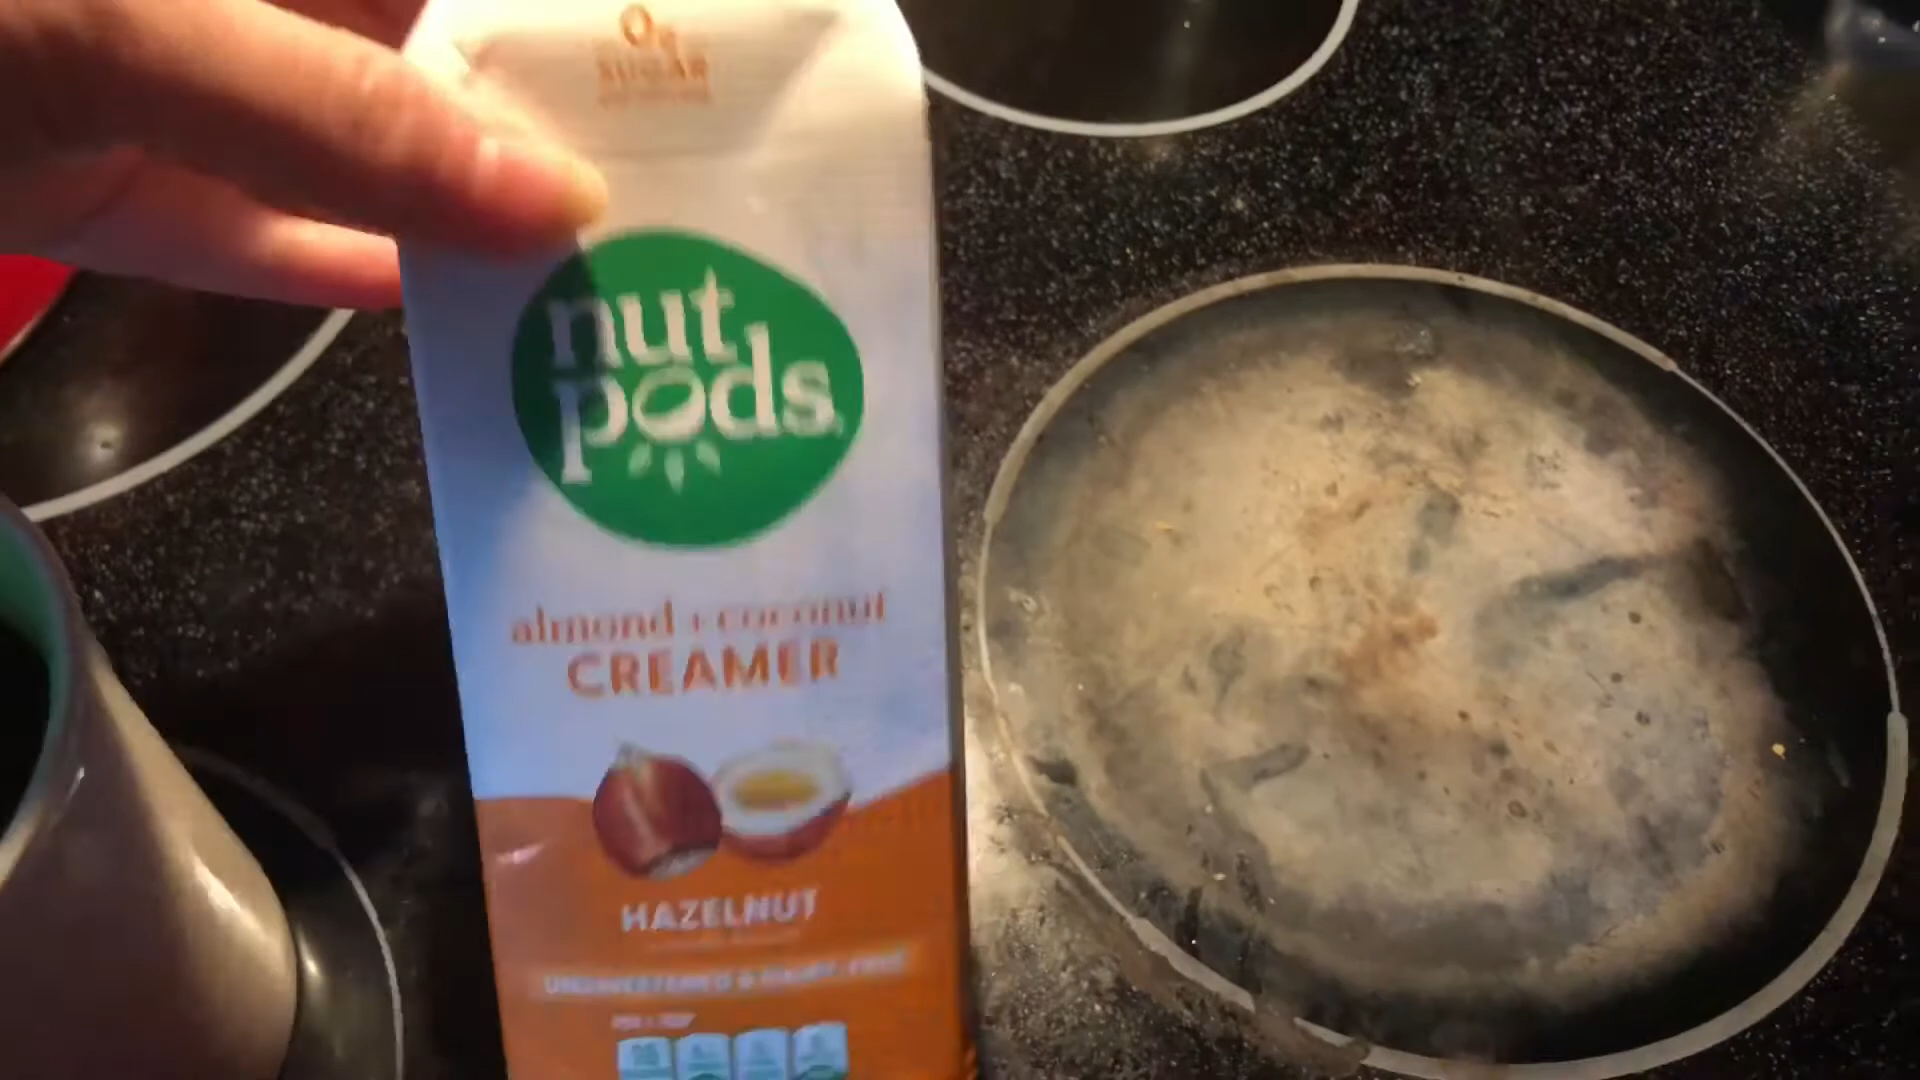 0g
SUGAR
nut
pods
almond + coconut
CREAMER
HAZELNUT
UNSWEETENED & DAIRY-FREE